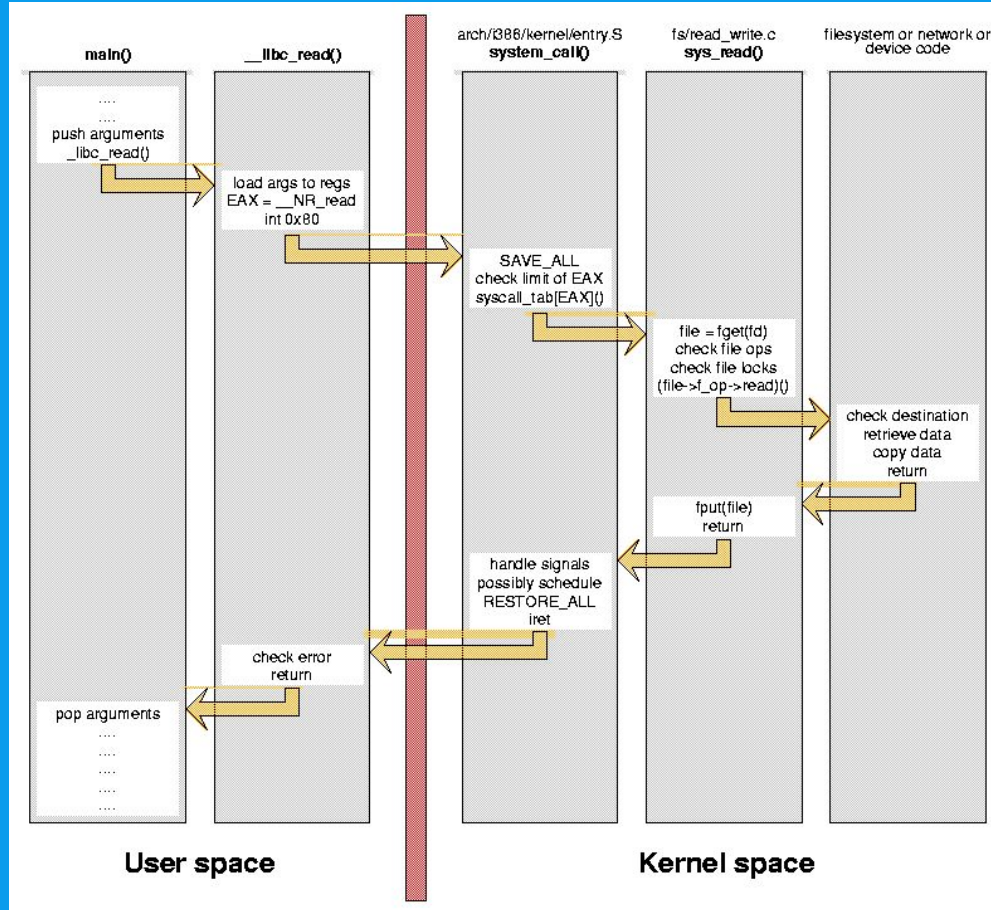 main()
__libc_read()
arch/i386/kernel/entry.S
system_call()
fs/read_write.c
sys_read()
filesystem or network or
device code
....
....
push arguments
_libc_read()
load args to regs
EAX = __NR_read
int 0x80
SAVE_ALL
check limit of EAX
syscall_tab[EAX]()
file = fget(fd)
check file ops
check file locks
(file->f_op->read)()
check destination
retrieve data
copy data
return
fput(file)
return
handle signals
possibly schedule
RESTORE_ALL
iret
check error
return
pop arguments
....
....
....
....
....
User space
Kernel space